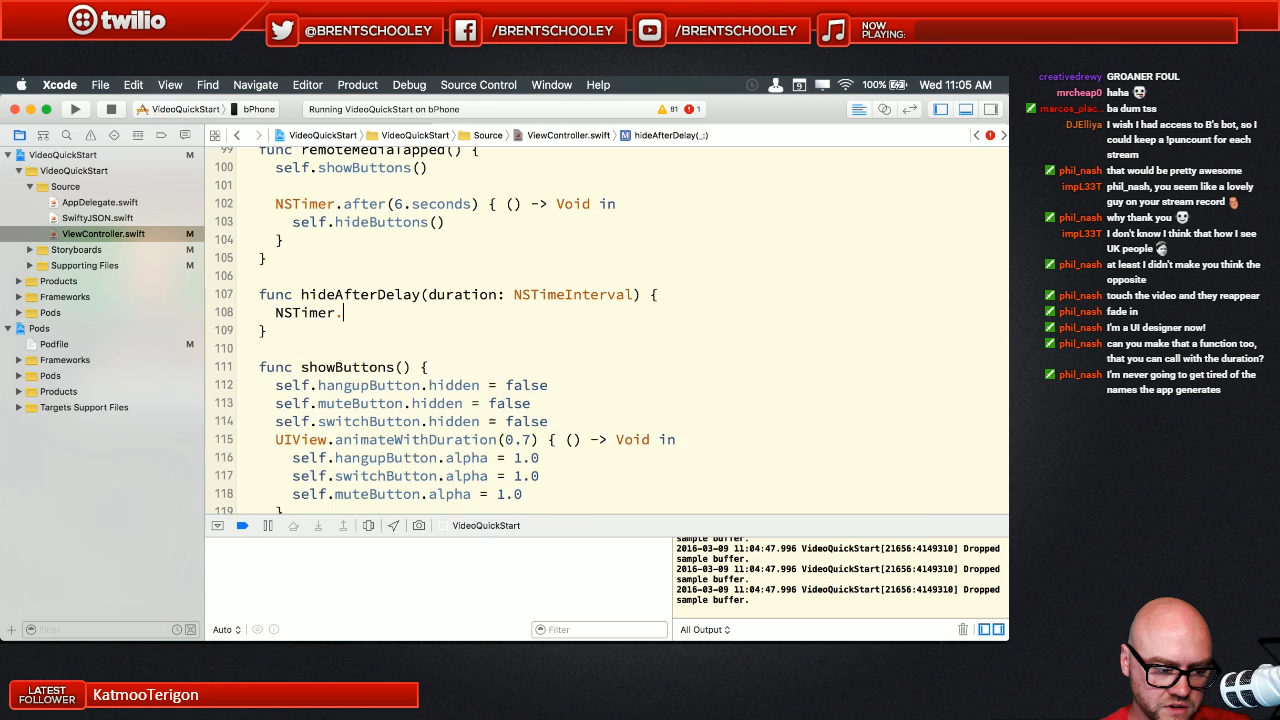 twilio
@BRENTSCHOOLEY
/BRENTSCHOOLEY
/BRENTSCHOOLEY
NOW
PLAYING:
Xcode File Edit View Find Navigate Editor Product Debug Source Control Window Help
9 100% Wed 11:05 AM
VideoQuickStart bPhone
Running VideoQuickStart on bPhone
81 1
VideoQuickStart VideoQuickStart Source ViewController.swift M hideAfterDelay(_:)
VideoQuickStart M
VideoQuickStart
Source
AppDelegate.swift
SwiftyJSON.swift
ViewController.swift M
Storyboards M
Supporting Files M
Products
Frameworks
Pods
Pods
Podfile M
Frameworks
Pods
Products
Targets Support Files
99 func remoteMediaTapped() {
100 self.showButtons()
101
102 NSTimer.after(6.seconds) { () -> Void in
103 self.hideButtons()
104 }
105 }
106
107 func hideAfterDelay(duration: NSTimeInterval) {
108 NSTimer.
109 }
110
111 func showButtons() {
112 self.hangupButton.hidden = false
113 self.muteButton.hidden = false
114 self.switchButton.hidden = false
115 UIView.animateWithDuration(0.7) { () -> Void in
116 self.hangupButton.alpha = 1.0
117 self.switchButton.alpha = 1.0
118 self.muteButton.alpha = 1.0
119 }
VideoQuickStart
sample buffer.
2016-03-09 11:04:47.996 VideoQuickStart[21656:4149310] Dropped
sample buffer.
2016-03-09 11:04:47.996 VideoQuickStart[21656:4149310] Dropped
sample buffer.
2016-03-09 11:04:47.996 VideoQuickStart[21656:4149310] Dropped
sample buffer.
Filter
Auto
Filter
All Output
creativedrewy GROANER FOUL
mrcheap0 haha
marcos_plac... ba dum tss
DJElliya I wish I had access to B's bot, so I
could keep a !puncount for each
stream
phil_nash that would be pretty awesome
impL33T phil_nash, you seem like a lovely
guy on your stream record
phil_nash why thank you
impL33T I don't know I think that how I see
UK people
phil_nash at least I didn't make you think the
opposite
phil_nash touch the video and they reappear
phil_nash fade in
phil_nash I'm a UI designer now!
phil_nash can you make that a function too,
that you can call with the duration?
phil_nash I'm never going to get tired of the
names the app generates
LATEST
FOLLOWER
KatmooTerigon